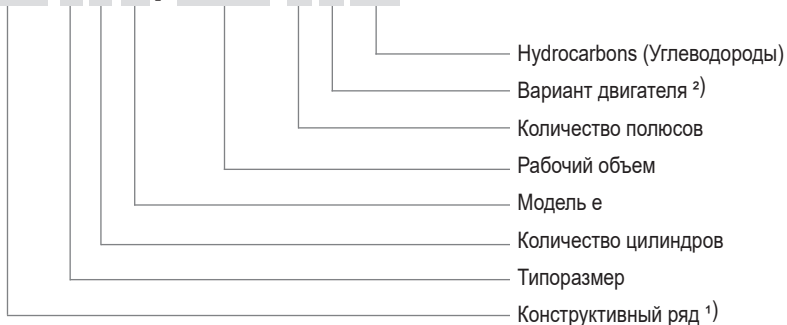 Hydrocarbons (Углеводороды)
Вариант двигателя ²)
Количество полюсов
Рабочий объем
Модель e
Количество цилиндров
Типоразмер
Конструктивный ряд ¹)